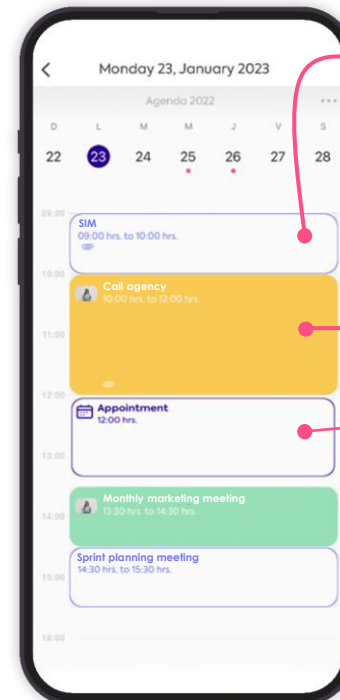 Monday 23, January 2023
Agenda 2022
D L M M J V S
22 23 24 25 26 27 28
09:00
SIM
09:00 hrs. to 10:00 hrs.
10:00
Call agency
10:00 hrs. to 12:00 hrs.
11:00
12:00
Appointment
12:00 hrs.
13:00
Monthly marketing meeting
13:30 hrs. to 14:30 hrs.
14:00
Sprint planning meeting
14:30 hrs. to 15:30 hrs.
15:00
16:00